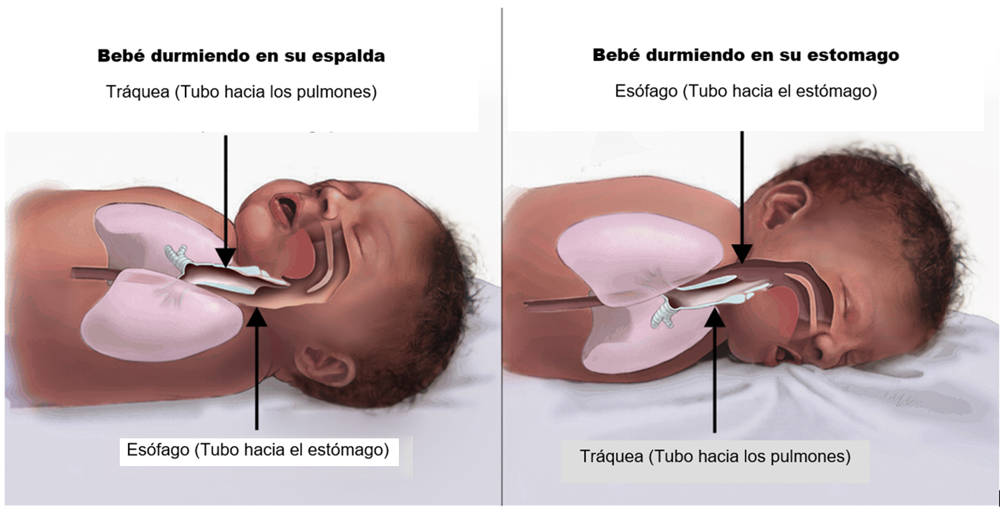 Bebé durmiendo en su espalda
Tráquea (Tubo hacia los pulmones)
Esófago (Tubo hacia el estómago)
Bebé durmiendo en su estomago
Esófago (Tubo hacia el estómago)
Tráquea (Tubo hacia los pulmones)